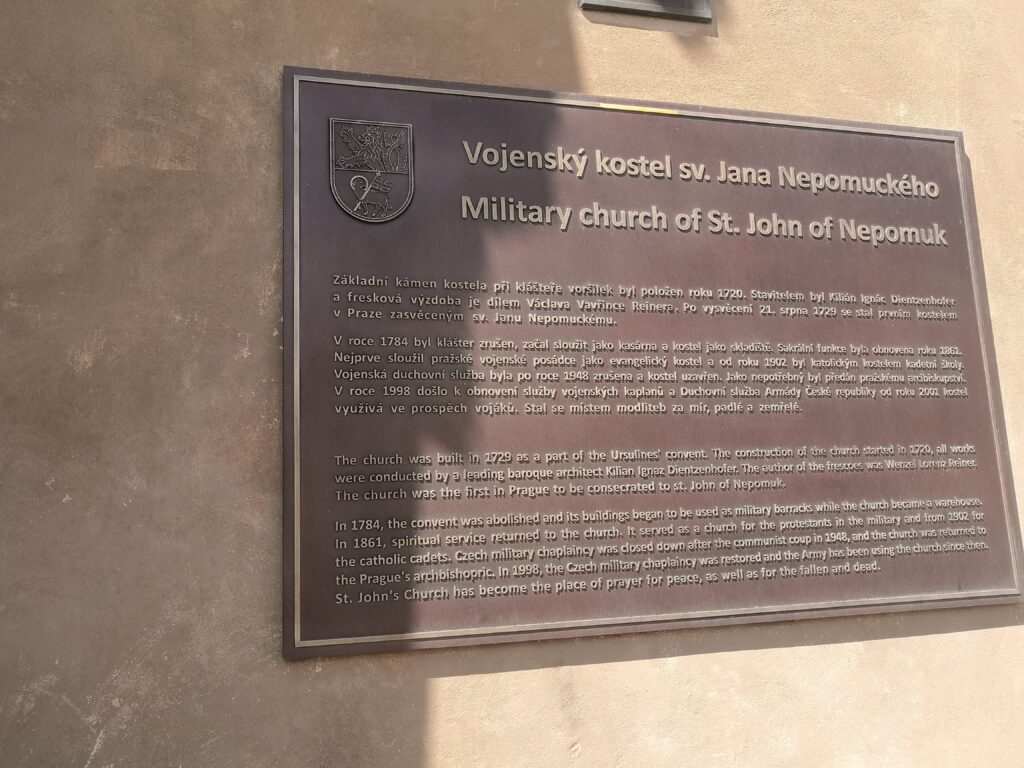 Vojenský kostel sv. Jana Nepomuckého
Military church of St. John of Nepomuk
Základní kámen kostela při klášteře voršilek byl položen roku 1720. Stavitelem byl Kilián Ignác Dientzenhofer
a fresková výzdoba je dílem Václava Vavřince Reinera. Po vysvěcení 21. srpna 1729 se stal prvním kostelem
v Praze zasvěceným sv. Janu Nepomuckému.
V roce 1784 byl klášter zrušen, začal sloužit jako kasárna a kostel jako skladiště. Sakrální funkce byla obnovena roku 1861.
Nejprve sloužil pražské vojenské posádce jako evangelický kostel a od roku 1902 byl katolickým kostelem kadetní školy.
Vojenská duchovní služba byla po roce 1948 zrušena a kostel uzavřen. Jako nepotřebný byl předán pražskému arcibiskupství.
V roce 1998 došlo k obnovení služby vojenských kaplanů a Duchovní služba Armády České republiky od roku 2001 kostel
využívá ve prospěch vojáků. Stal se místem modliteb za mír, padlé a zemřelé.
The church was built in 1729 as a part of the Ursulines' convent. The construction of the church started in 1720, all works
were conducted by a leading baroque architect Kilian Ignaz Dientzenhofer. The author of the frescoes was Wenzel Lorenz Reiner.
The church was the first in Prague to be consecrated to st. John of Nepomuk.
In 1784, the convent was abolished and its buildings began to be used as military barracks while the church became a warehouse.
In 1861, spiritual service returned to the church. It served as a church for the protestants in the military and from 1902 for
the catholic cadets. Czech military chaplaincy was closed down after the communist coup in 1948, and the church was returned to
the Prague's archbishopric. In 1998, the Czech military chaplaincy was restored and the Army has been using the church since then.
St. John's Church has become the place of prayer for peace, as well as for the fallen and dead.